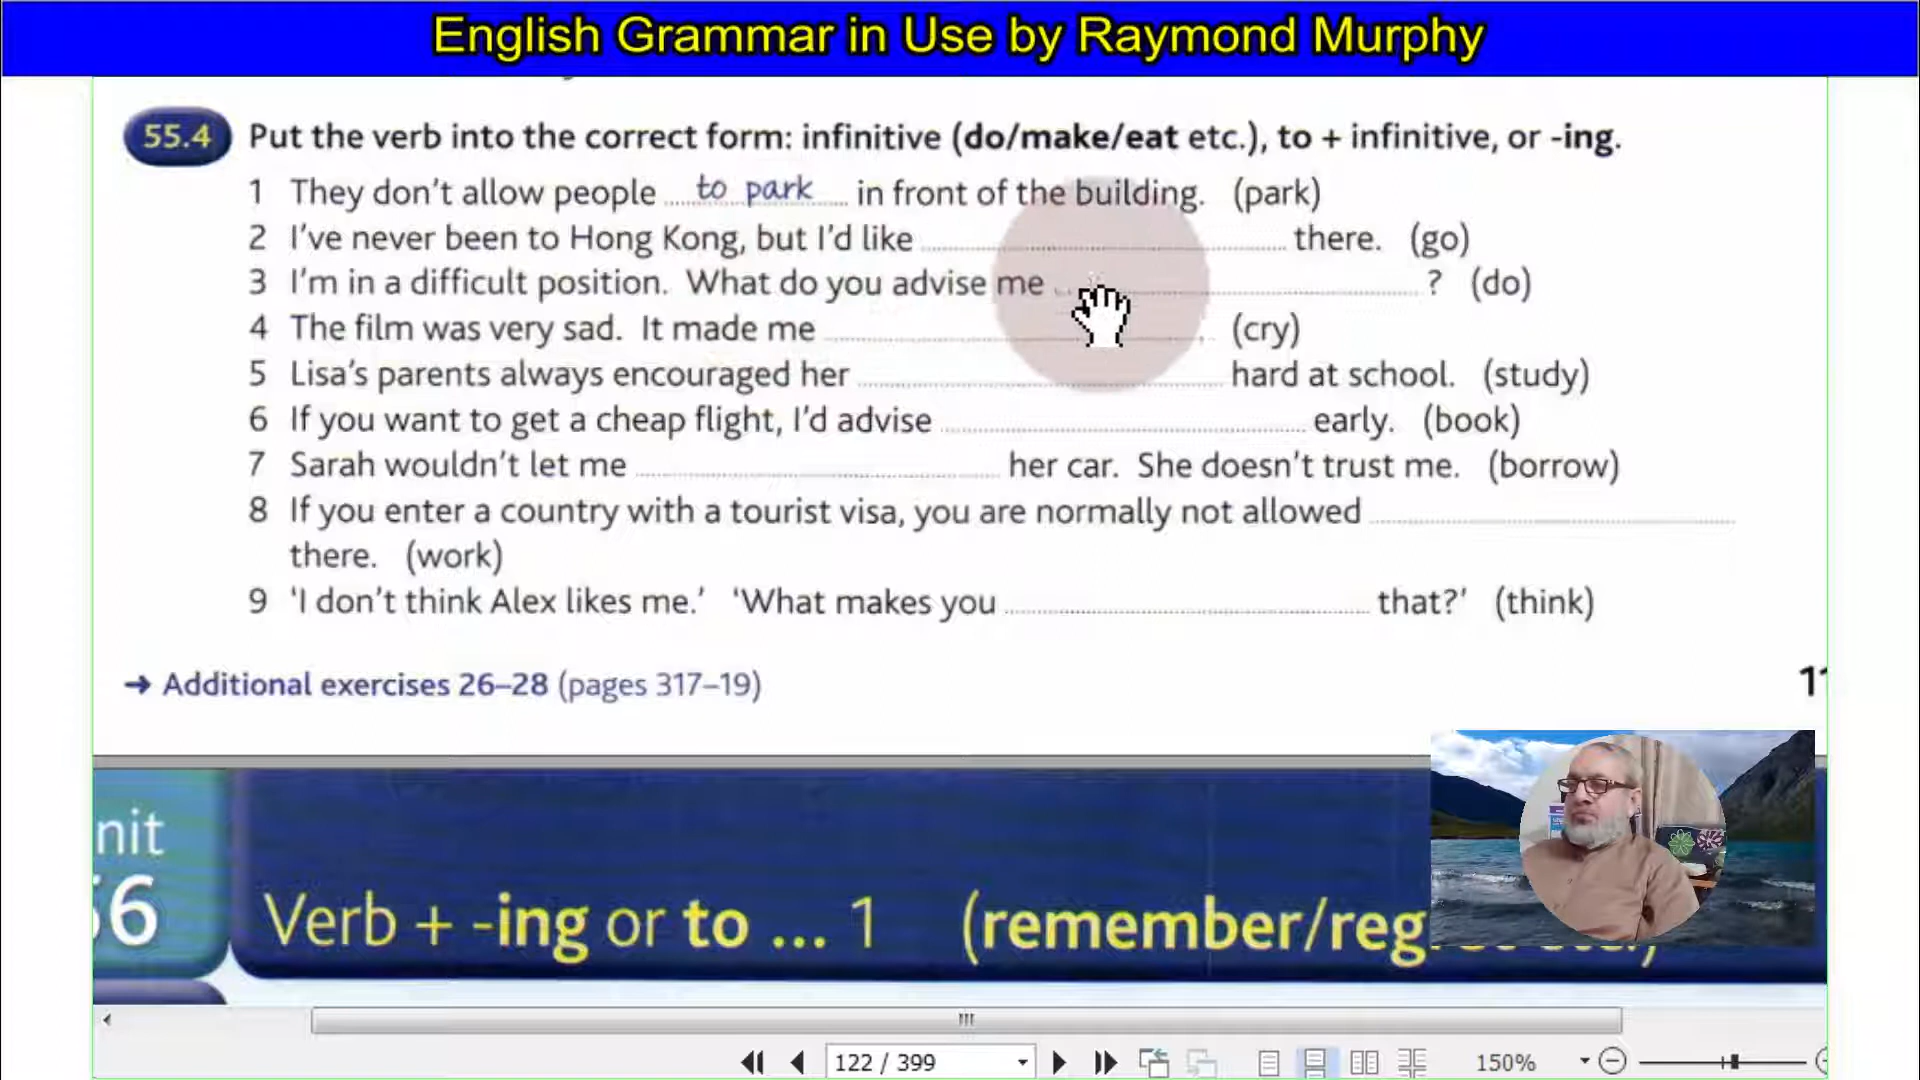 English Grammar in Use by Raymond Murphy
55.4 Put the verb into the correct form: infinitive (do/make/eat etc.), to + infinitive, or -ing.
1 They don't allow people to park in front of the building. (park)
2 I've never been to Hong Kong, but I'd like ........ there. (go)
3 I'm in a difficult position. What do you advise me ........ ? (do)
4 The film was very sad. It made me ........ . (cry)
5 Lisa's parents always encouraged her ........ hard at school. (study)
6 If you want to get a cheap flight, I'd advise ........ early. (book)
7 Sarah wouldn't let me ........ her car. She doesn't trust me. (borrow)
8 If you enter a country with a tourist visa, you are normally not allowed ........
there. (work)
9 'I don't think Alex likes me.' 'What makes you ........ that?' (think)
→ Additional exercises 26–28 (pages 317–19)
11
nit
56
Verb + -ing or to ... 1 (remember/reg
122 / 399
150%